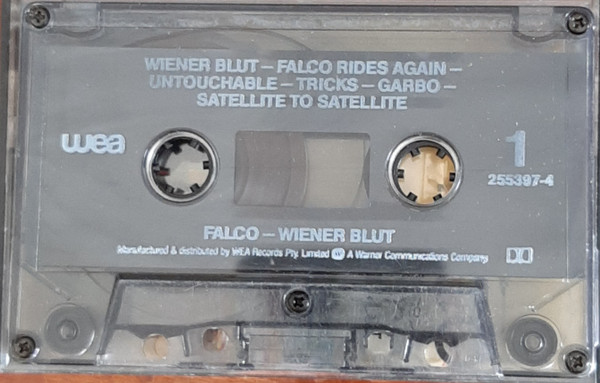 WIENER BLUT – FALCO RIDES AGAIN –
UNTOUCHABLE – TRICKS – GARBO –
SATELLITE TO SATELLITE
wea
1
255397-4
FALCO – WIENER BLUT
Manufactured & distributed by WEA Records Pty. Limited A Warner Communications Company